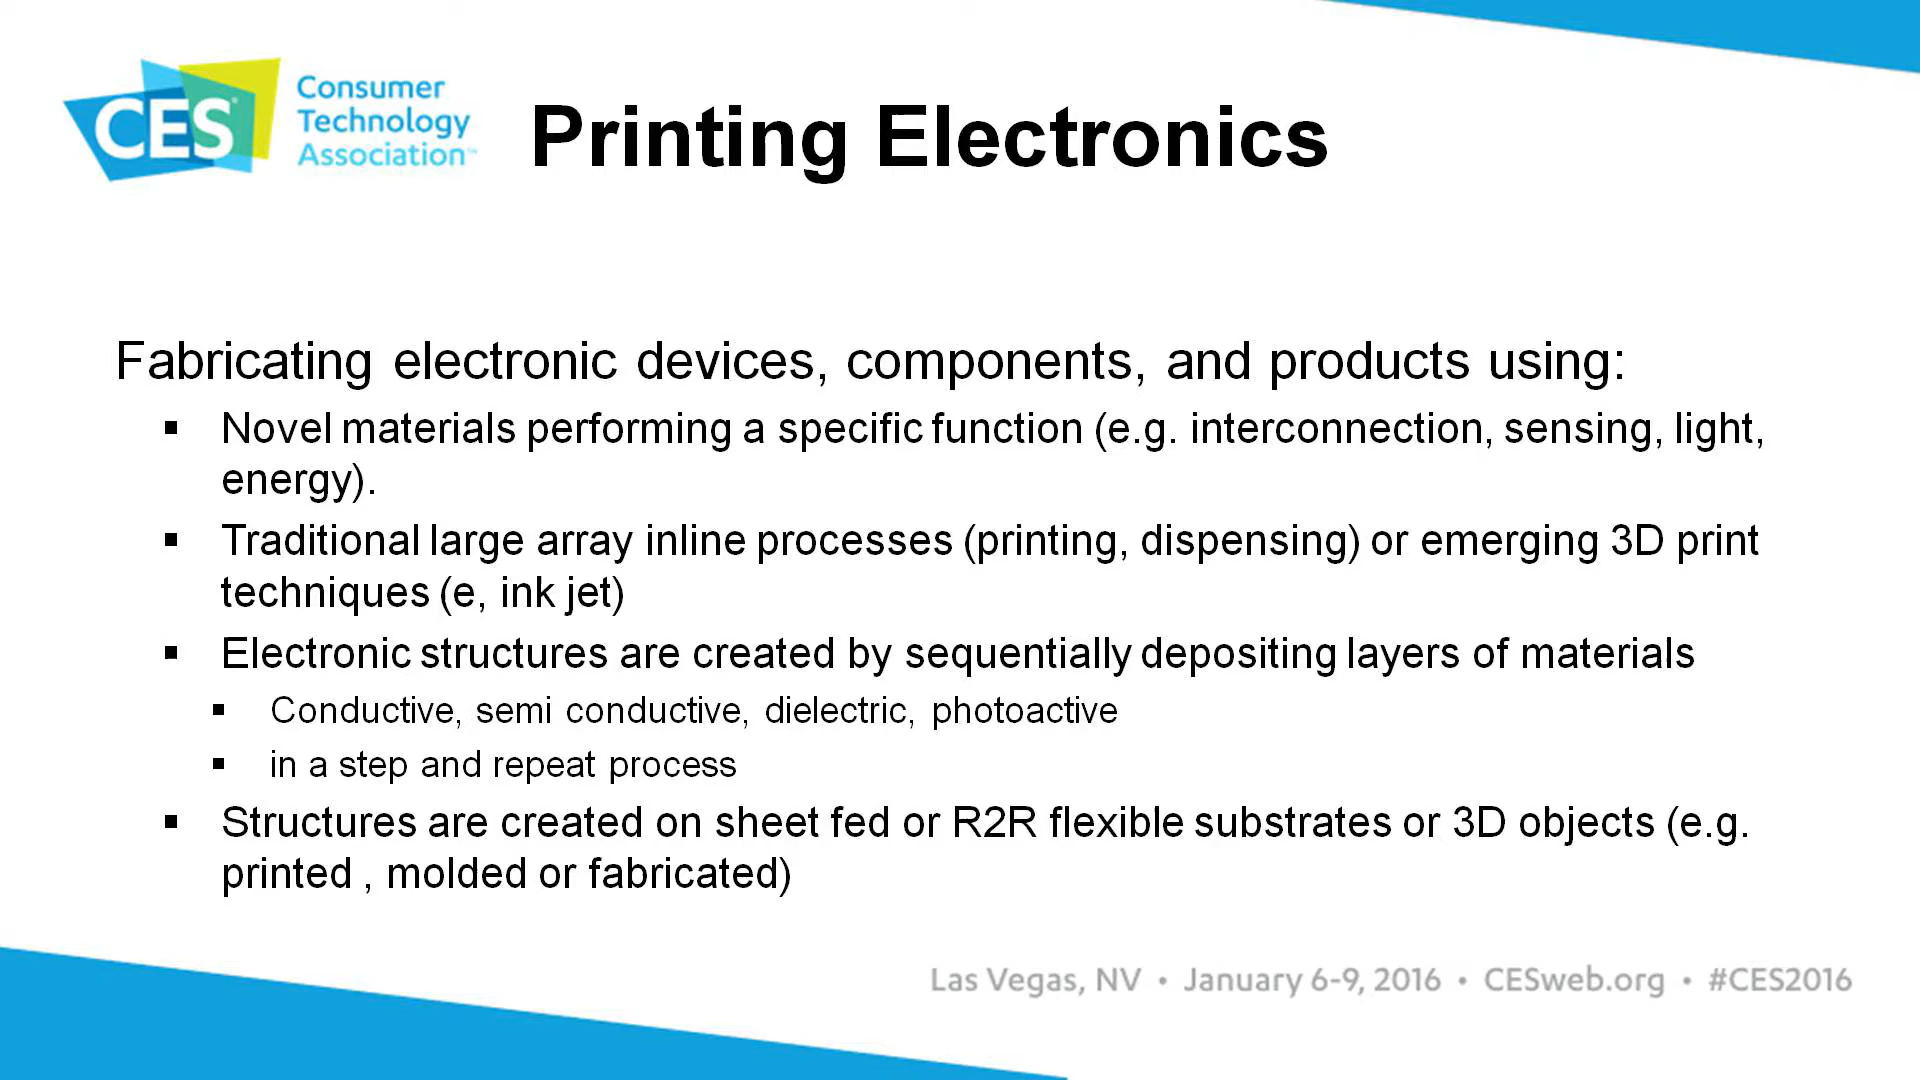 CES®
Consumer
Technology
Association™
Printing Electronics
Fabricating electronic devices, components, and products using:
▪ Novel materials performing a specific function (e.g. interconnection, sensing, light,
energy).
▪ Traditional large array inline processes (printing, dispensing) or emerging 3D print
techniques (e, ink jet)
▪ Electronic structures are created by sequentially depositing layers of materials
▪ Conductive, semi conductive, dielectric, photoactive
▪ in a step and repeat process
▪ Structures are created on sheet fed or R2R flexible substrates or 3D objects (e.g.
printed , molded or fabricated)
Las Vegas, NV • January 6-9, 2016 • CESweb.org • #CES2016